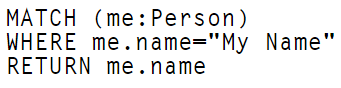 MATCH (me:Person)
WHERE me.name="My Name"
RETURN me.name